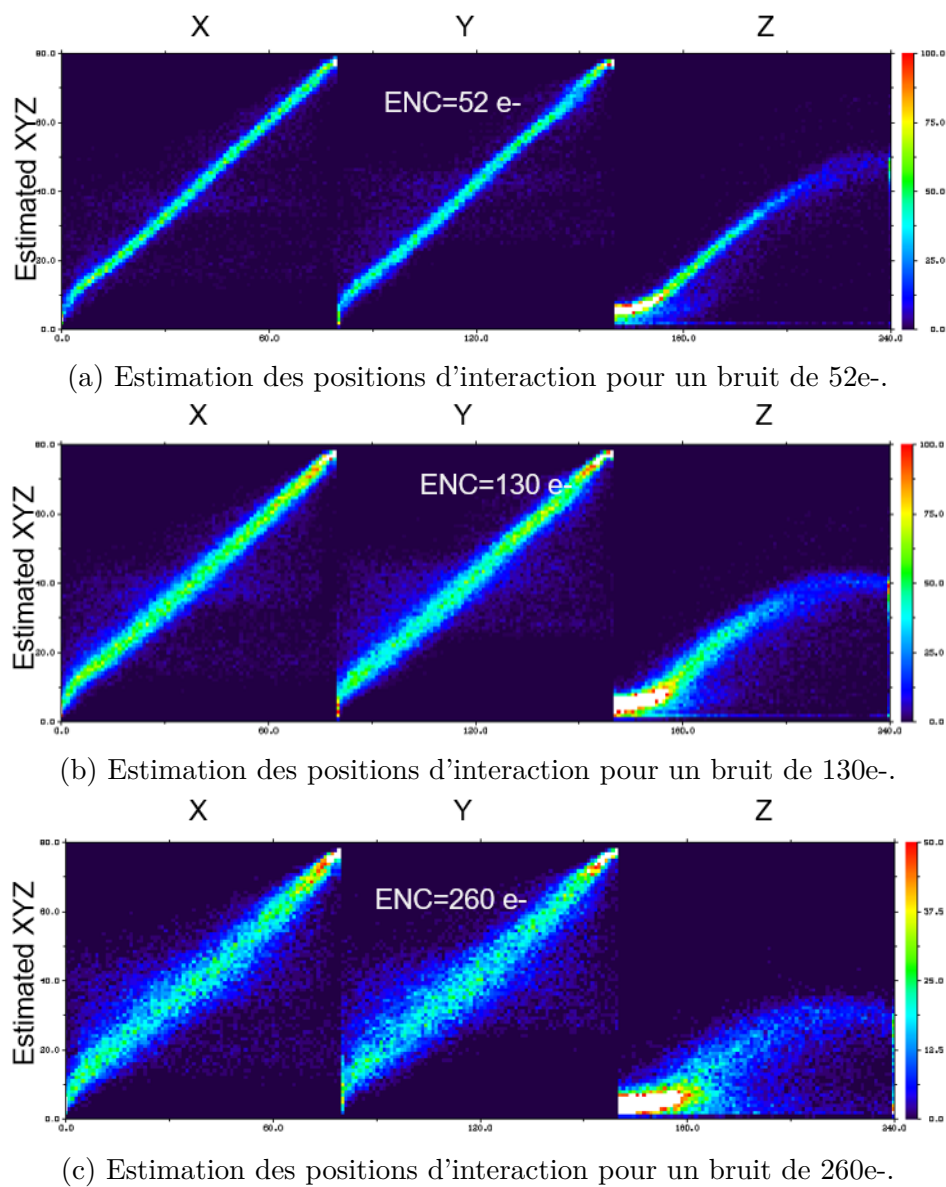 X Y Z
Estimated XYZ
ENC=52 e-
80.0
60.0
40.0
20.0
0.0
0.0 60.0 120.0 160.0 240.0
100.0
75.0
50.0
25.0
0.0
(a) Estimation des positions d'interaction pour un bruit de 52e-.
X Y Z
Estimated XYZ
ENC=130 e-
80.0
60.0
40.0
20.0
0.0
0.0 60.0 120.0 160.0 240.0
100.0
75.0
50.0
25.0
0.0
(b) Estimation des positions d'interaction pour un bruit de 130e-.
X Y Z
Estimated XYZ
ENC=260 e-
80.0
60.0
40.0
20.0
0.0
0.0 60.0 120.0 160.0 240.0
50.0
37.5
25.0
12.5
0.0
(c) Estimation des positions d'interaction pour un bruit de 260e-.